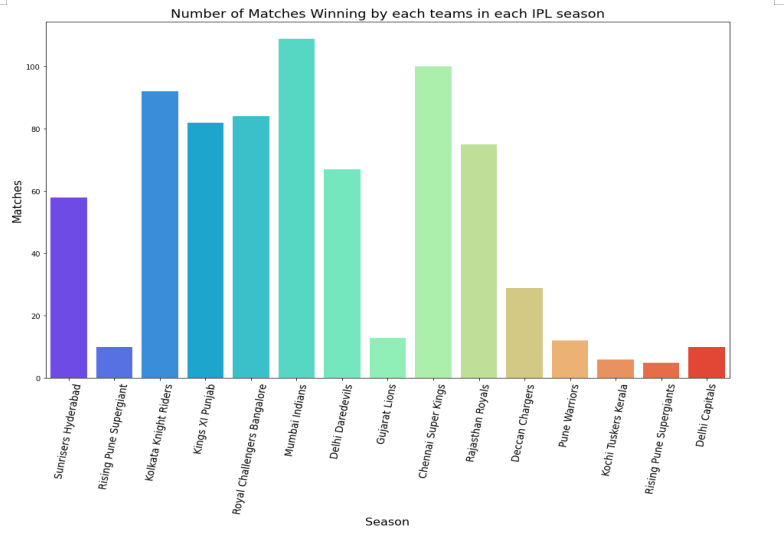 Number of Matches Winning by each teams in each IPL season
Matches
100
80
60
40
20
0
Sunrisers Hyderabad
Rising Pune Supergiant
Kolkata Knight Riders
Kings XI Punjab
Royal Challengers Bangalore
Mumbai Indians
Delhi Daredevils
Gujarat Lions
Chennai Super Kings
Rajasthan Royals
Deccan Chargers
Pune Warriors
Kochi Tuskers Kerala
Rising Pune Supergiants
Delhi Capitals
Season